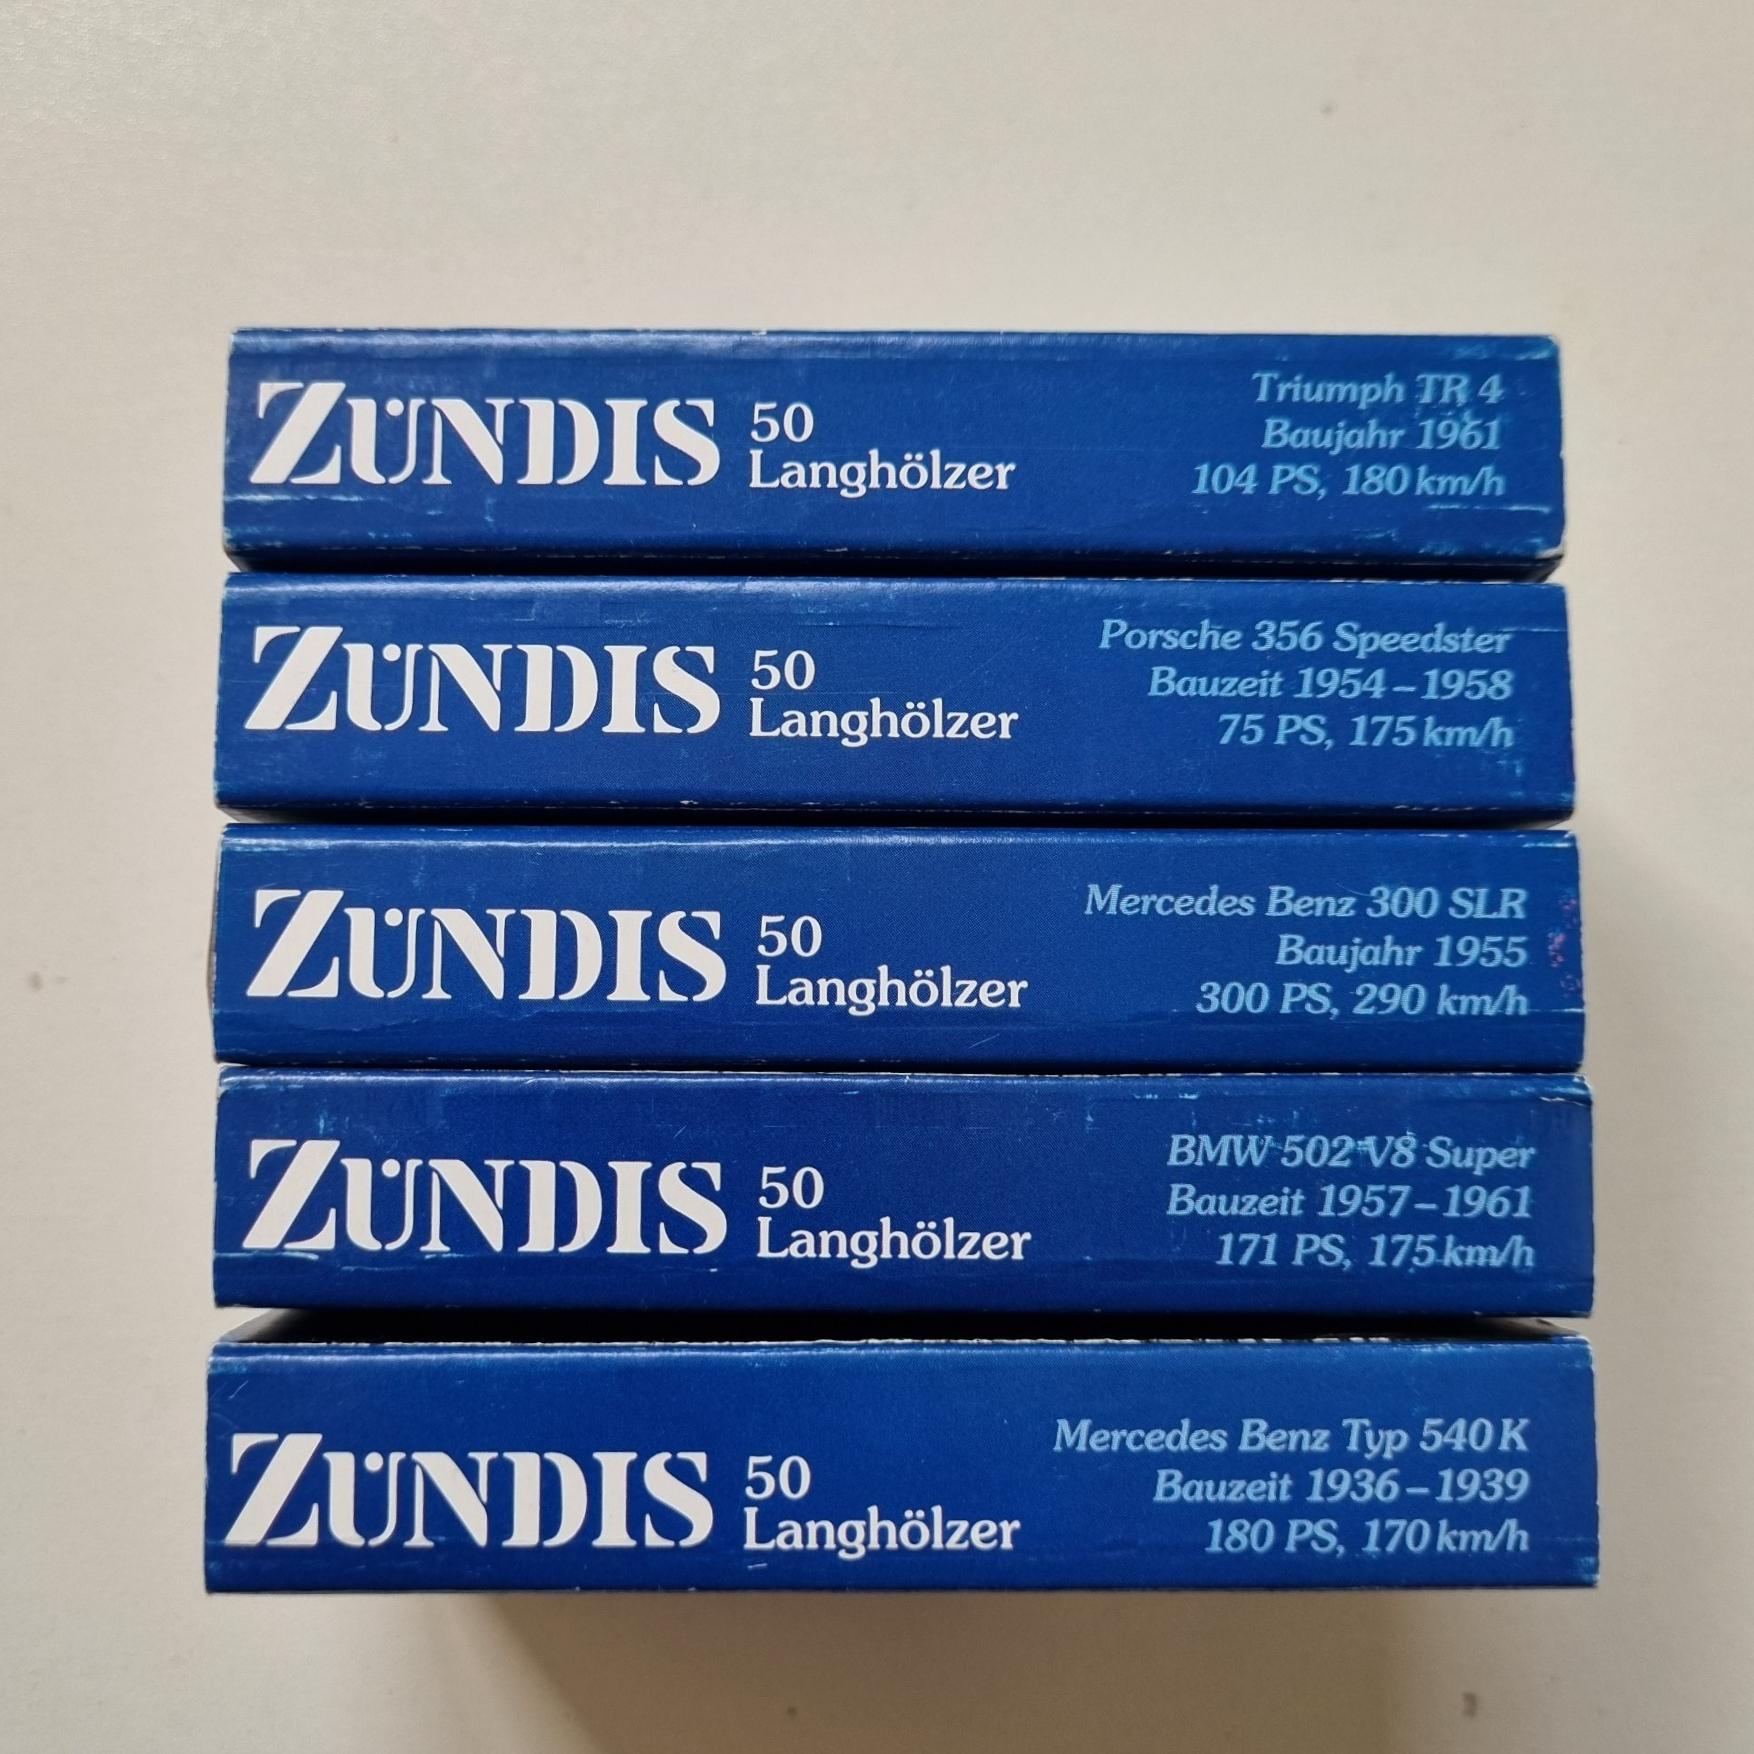 ZÜNDIS 50 Langhölzer
Triumph TR 4
Baujahr 1961
104 PS, 180 km/h
ZÜNDIS 50 Langhölzer
Porsche 356 Speedster
Bauzeit 1954–1958
75 PS, 175 km/h
ZÜNDIS 50 Langhölzer
Mercedes Benz 300 SLR
Baujahr 1955
300 PS, 290 km/h
ZÜNDIS 50 Langhölzer
BMW 502 V8 Super
Bauzeit 1957–1961
171 PS, 175 km/h
ZÜNDIS 50 Langhölzer
Mercedes Benz Typ 540 K
Bauzeit 1936–1939
180 PS, 170 km/h